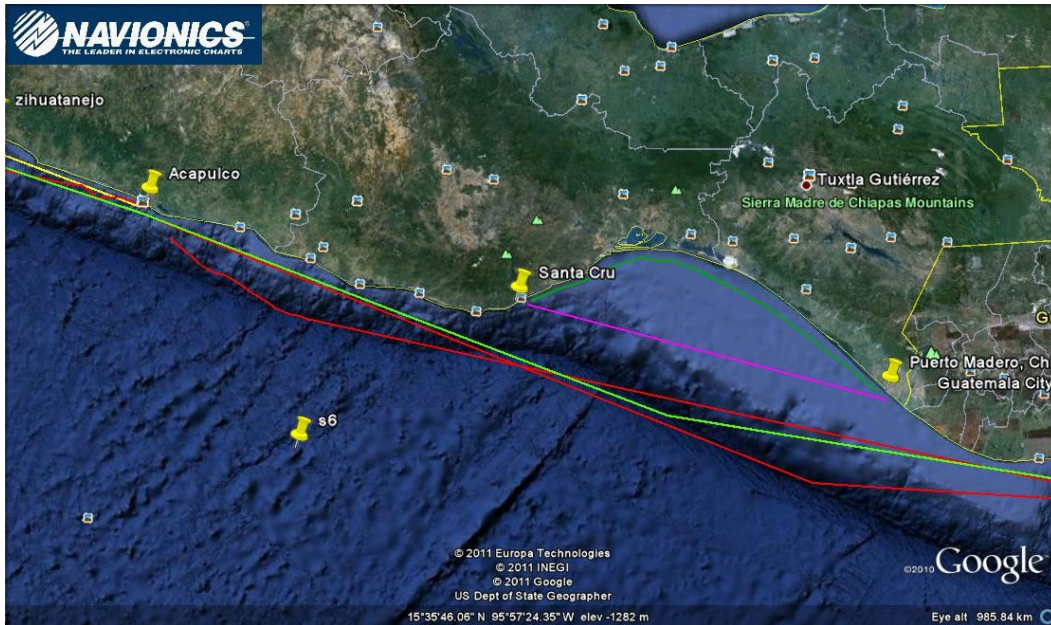 NAVIONICS
THE LEADER IN ELECTRONIC CHARTS
zihuatanejo
Acapulco
Tuxtla Gutiérrez
Sierra Madre de Chiapas Mountains
Santa Cru
G
Puerto Madero, Ch
Guatemala City
s6
© 2011 Europa Technologies
© 2011 INEGI
© 2011 Google
US Dept of State Geographer
©2010 Google
15°35'46.06" N 95°57'24.35" W elev -1282 m
Eye alt 985.84 km